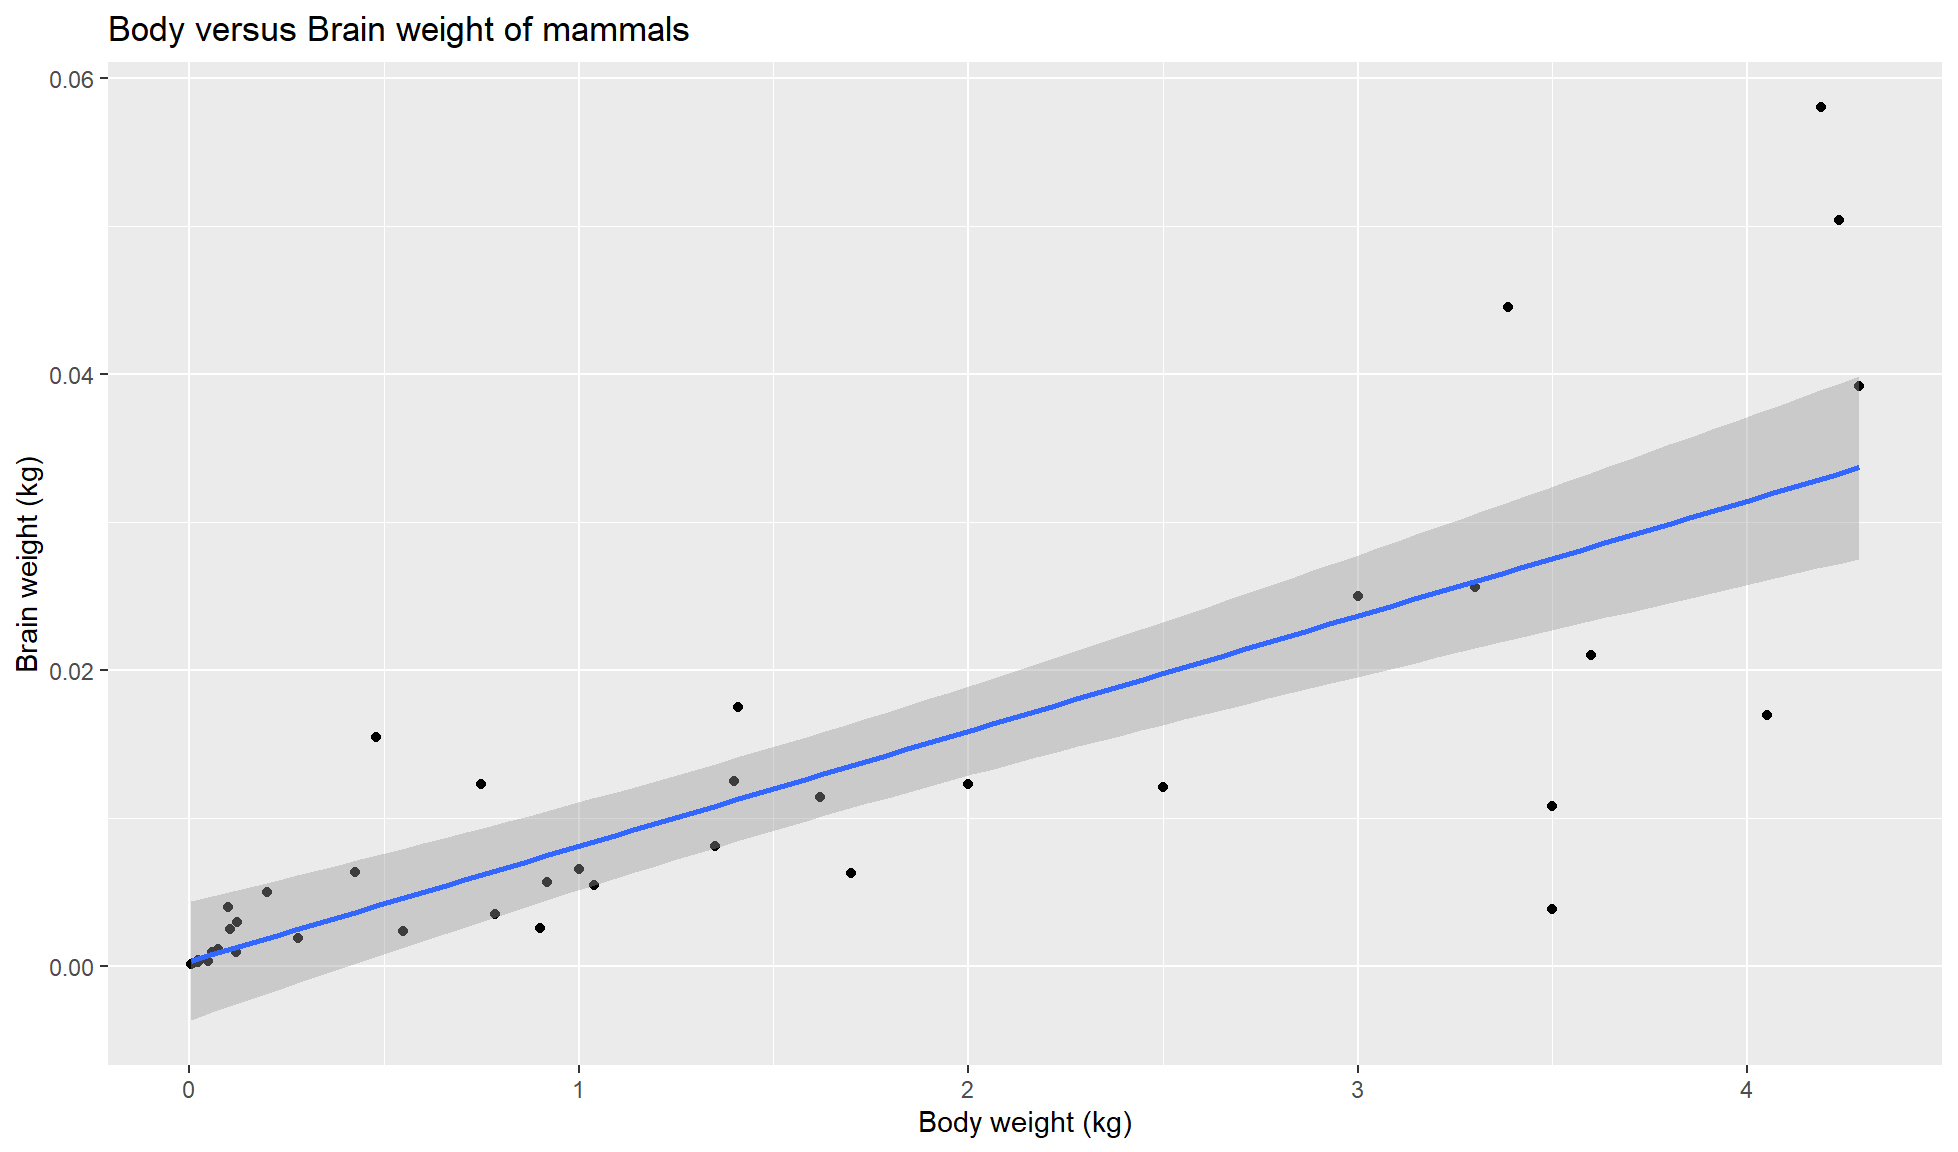 Body versus Brain weight of mammals
0.06
0.04
0.02
0.00
Brain weight (kg)
0 1 2 3 4
Body weight (kg)